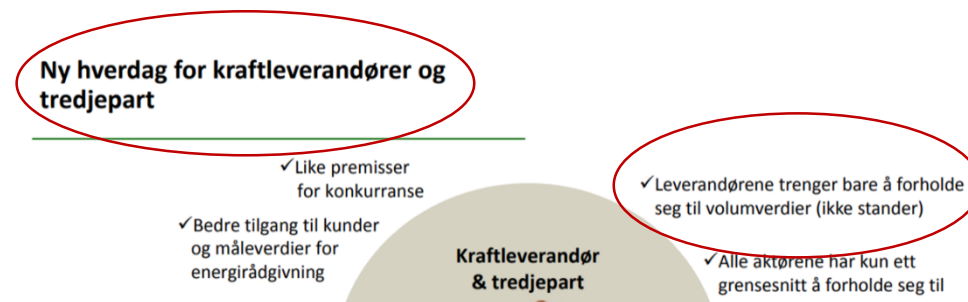 Ny hverdag for kraftleverandører og
tredjepart
✓Like premisser
for konkurranse
✓Bedre tilgang til kunder
og måleverdier for
energirådgivning
Kraftleverandør
& tredjepart
✓Leverandørene trenger bare å forholde
seg til volumverdier (ikke stander)
✓Alle aktørene har kun ett
grensesnitt å forholde seg til